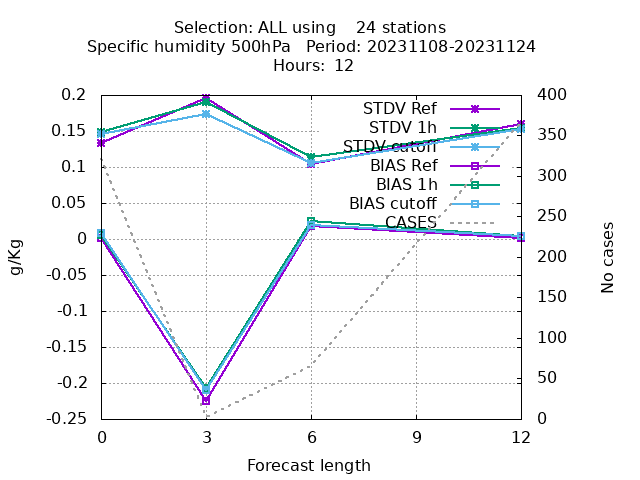 Selection: ALL using    24 stations
Specific humidity 500hPa   Period: 20231108-20231124
Hours:  12
0.2
0.15
0.1
0.05
0
-0.05
-0.1
-0.15
-0.2
-0.25
g/Kg
STDV Ref
STDV 1h
STDV cutoff
BIAS Ref
BIAS 1h
BIAS cutoff
CASES
400
350
300
250
200
150
100
50
0
No cases
0 3 6 9 12
Forecast length